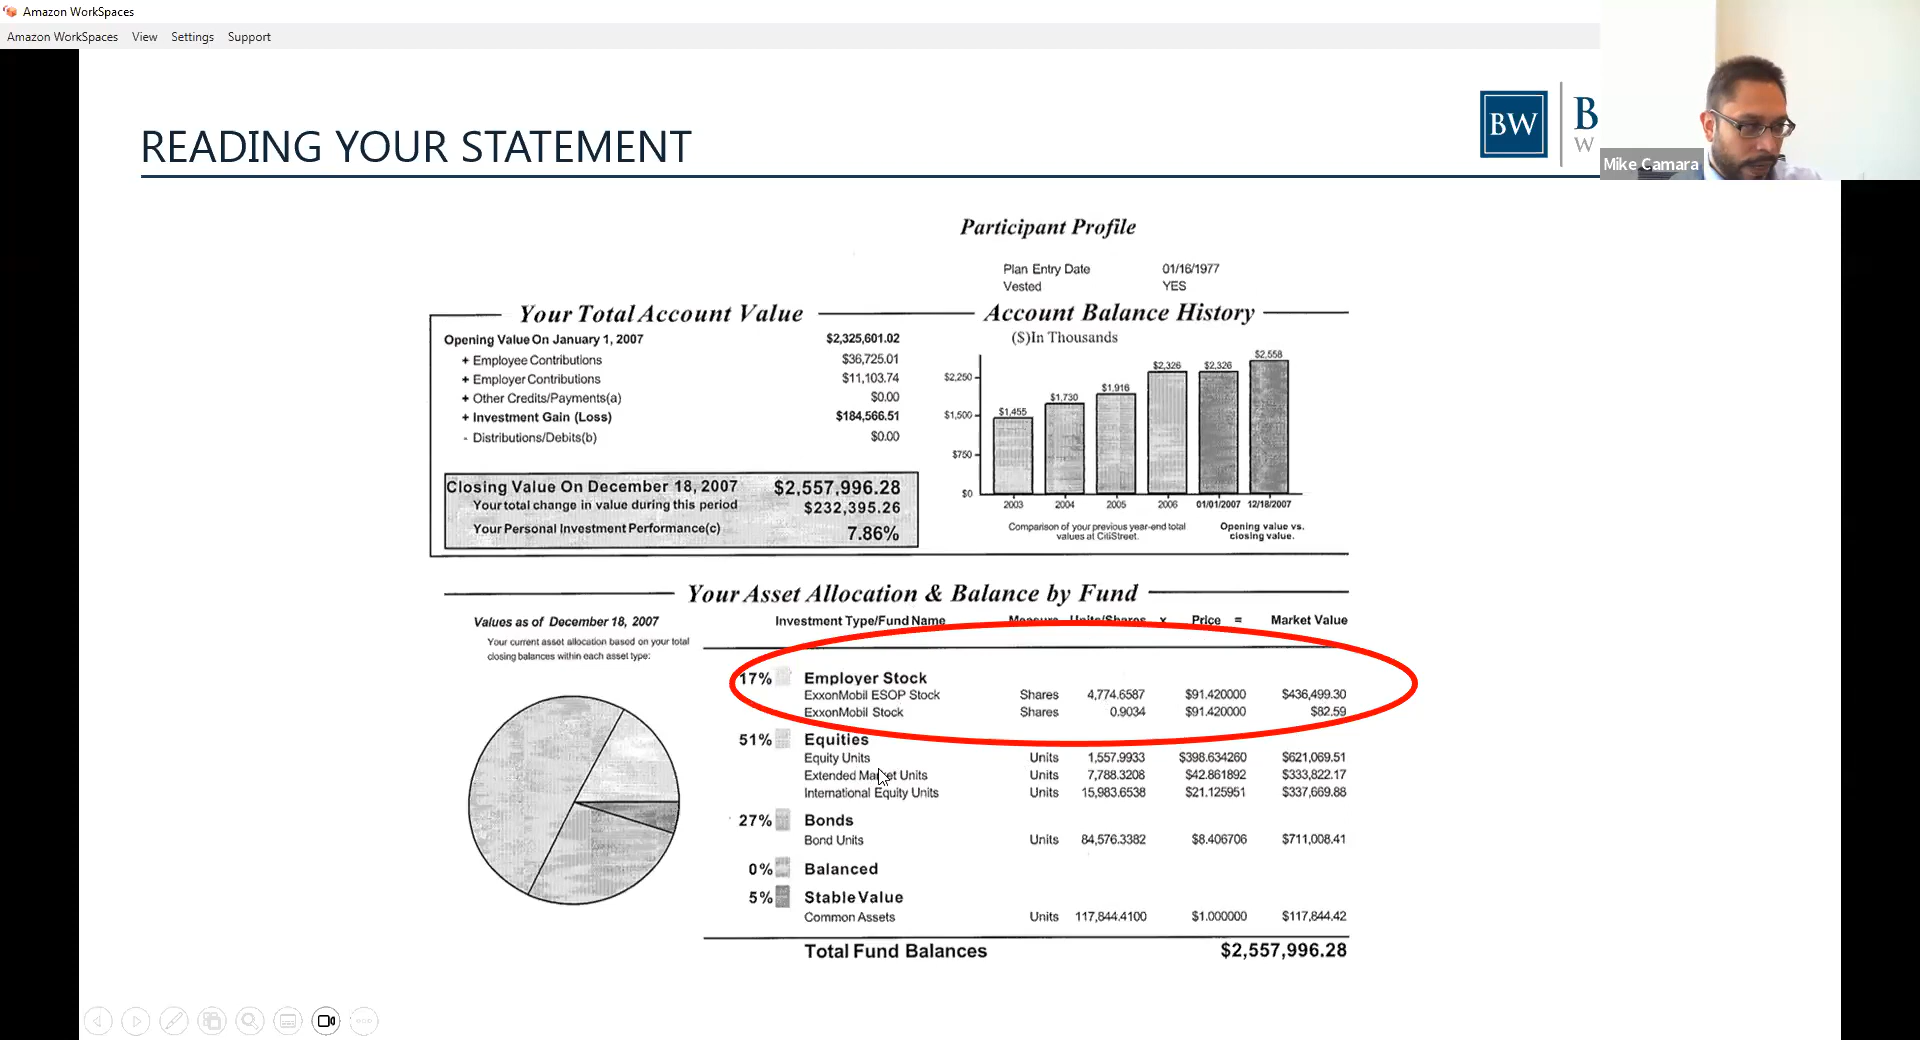 Amazon WorkSpaces
Amazon WorkSpaces View Settings Support
READING YOUR STATEMENT
BW
B
W
Mike Camara
Participant Profile
Plan Entry Date 01/16/1977
Vested YES
Your Total Account Value
Opening Value On January 1, 2007 $2,325,601.02
+ Employee Contributions $36,725.01
+ Employer Contributions $11,103.74
+ Other Credits/Payments(a) $0.00
+ Investment Gain (Loss) $184,566.51
- Distributions/Debits(b) $0.00
Closing Value On December 18, 2007 $2,557,996.28
Your total change in value during this period $232,395.26
Your Personal Investment Performance(c) 7.86%
Account Balance History
($)In Thousands
$2,250
$1,500
$750
$0
$1,455
$1,730
$1,916
$2,326
$2,326
$2,558
2003 2004 2005 2006 01/01/2007 12/18/2007
Comparison of your previous year-end total
values at CitiStreet.
Opening value vs.
closing value.
Your Asset Allocation & Balance by Fund
Values as of December 18, 2007
Your current asset allocation based on your total
closing balances within each asset type:
Investment Type/Fund Name Measure Units/Shares x Price = Market Value
17% Employer Stock
ExxonMobil ESOP Stock Shares 4,774.6587 $91.420000 $436,499.30
ExxonMobil Stock Shares 0.9034 $91.420000 $82.59
51% Equities
Equity Units Units 1,557.9933 $398.634260 $621,069.51
Extended Market Units Units 7,788.3208 $42.861892 $333,822.17
International Equity Units Units 15,983.6538 $21.125951 $337,669.88
27% Bonds
Bond Units Units 84,576.3382 $8.406706 $711,008.41
0% Balanced
5% Stable Value
Common Assets Units 117,844.4100 $1.000000 $117,844.42
Total Fund Balances $2,557,996.28